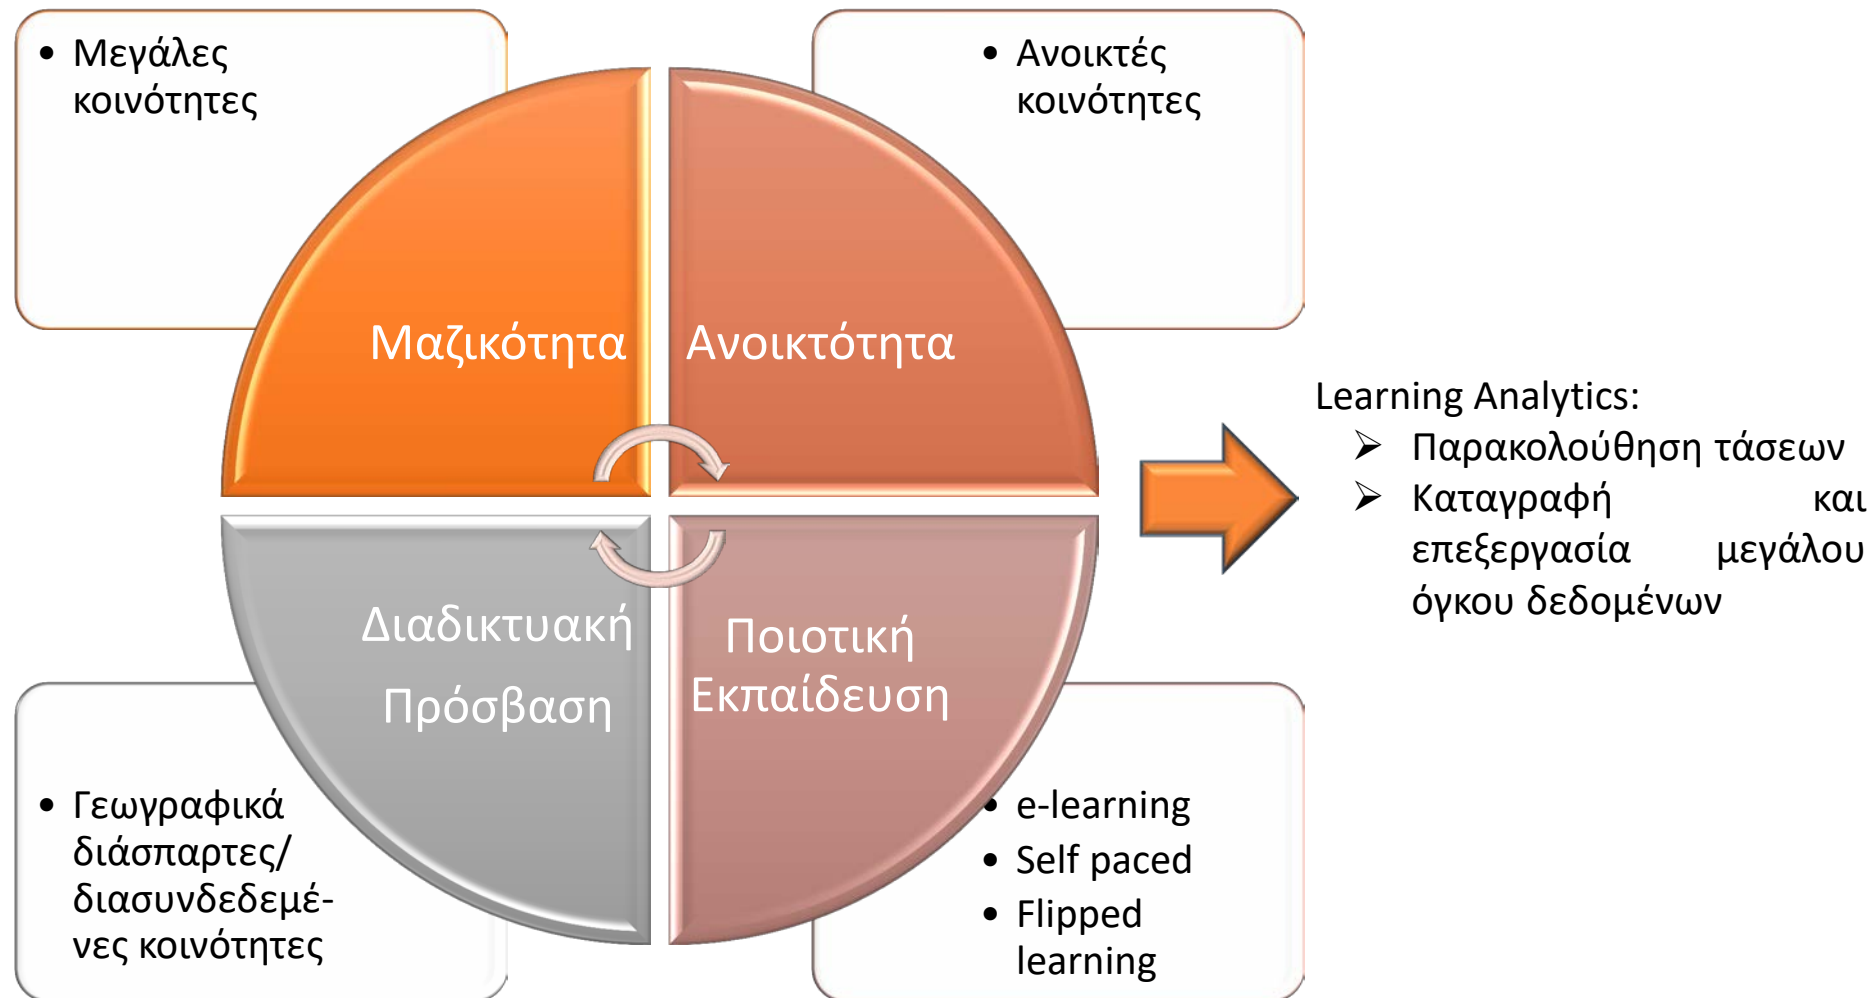 • Μεγάλες
κοινότητες
• Ανοικτές
κοινότητες
Μαζικότητα
Ανοικτότητα
Διαδικτυακή
Πρόσβαση
Ποιοτική
Εκπαίδευση
• Γεωγραφικά
διάσπαρτες/
διασυνδεδεμέ-
νες κοινότητες
• e-learning
• Self paced
• Flipped
learning
Learning Analytics:
➢ Παρακολούθηση τάσεων
➢ Καταγραφή και
επεξεργασία μεγάλου
όγκου δεδομένων